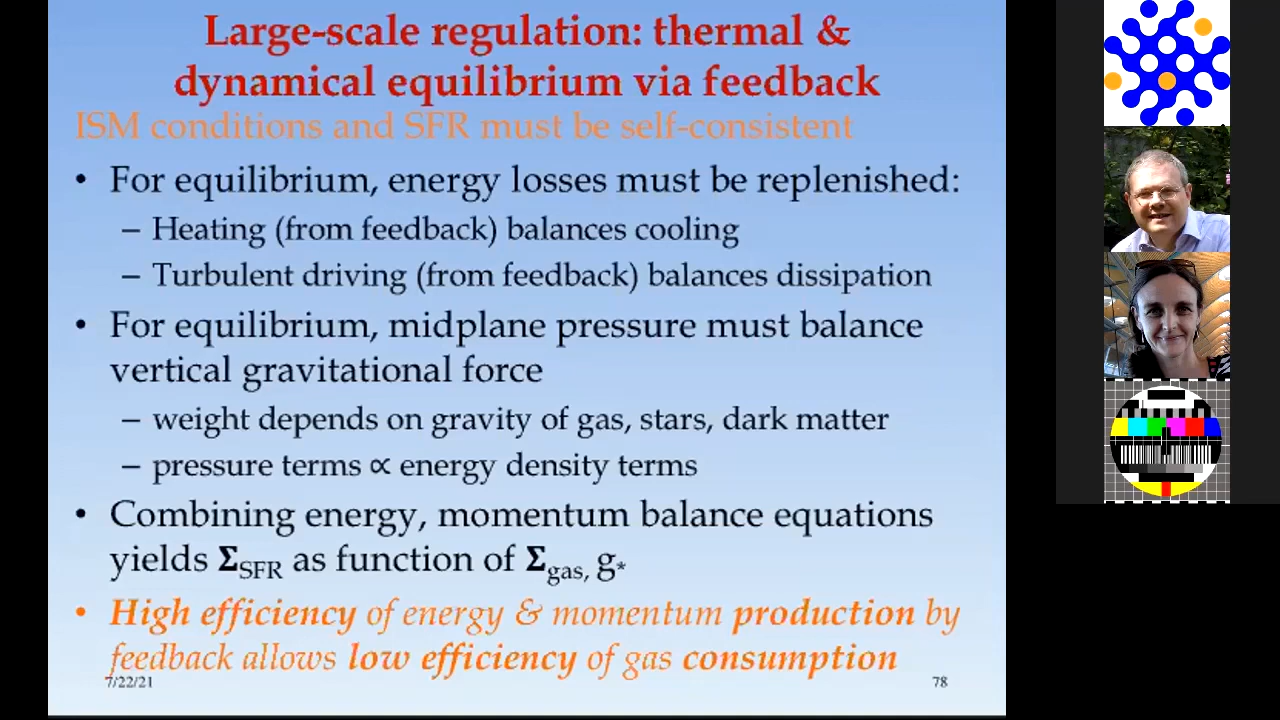 Large-scale regulation: thermal &
dynamical equilibrium via feedback
ISM conditions and SFR must be self-consistent
• For equilibrium, energy losses must be replenished:
– Heating (from feedback) balances cooling
– Turbulent driving (from feedback) balances dissipation
• For equilibrium, midplane pressure must balance
vertical gravitational force
– weight depends on gravity of gas, stars, dark matter
– pressure terms ∝ energy density terms
• Combining energy, momentum balance equations
yields Σ_SFR as function of Σ_gas, g_*
• High efficiency of energy & momentum production by
feedback allows low efficiency of gas consumption
7/22/21
78